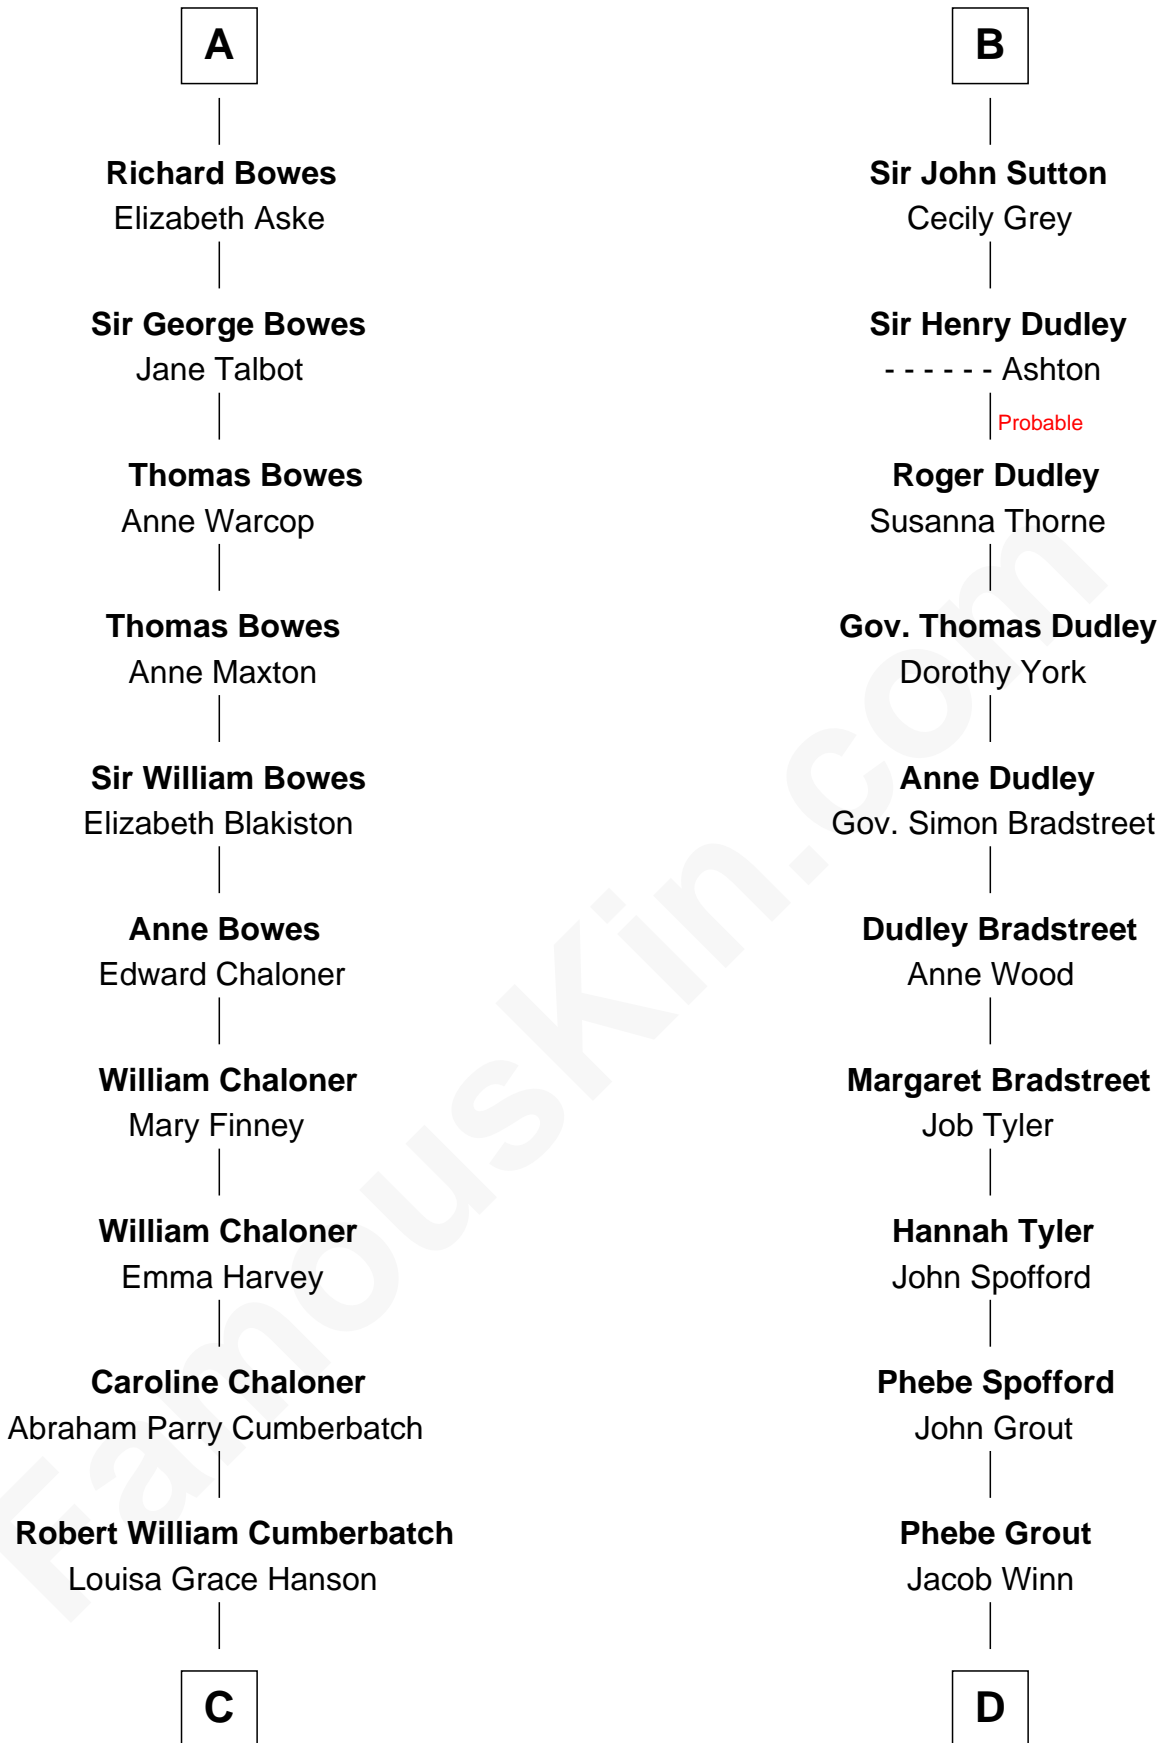 A
Richard Bowes
Elizabeth Aske
Sir George Bowes
Jane Talbot
Thomas Bowes
Anne Warcop
Thomas Bowes
Anne Maxton
Sir William Bowes
Elizabeth Blakiston
Anne Bowes
Edward Chaloner
William Chaloner
Mary Finney
William Chaloner
Emma Harvey
Caroline Chaloner
Abraham Parry Cumberbatch
Robert William Cumberbatch
Louisa Grace Hanson
C
B
Sir John Sutton
Cecily Grey
Sir Henry Dudley
- - - - - - Ashton
Probable
Roger Dudley
Susanna Thorne
Gov. Thomas Dudley
Dorothy York
Anne Dudley
Gov. Simon Bradstreet
Dudley Bradstreet
Anne Wood
Margaret Bradstreet
Job Tyler
Hannah Tyler
John Spofford
Phebe Spofford
John Grout
Phebe Grout
Jacob Winn
D
FamousKin.com